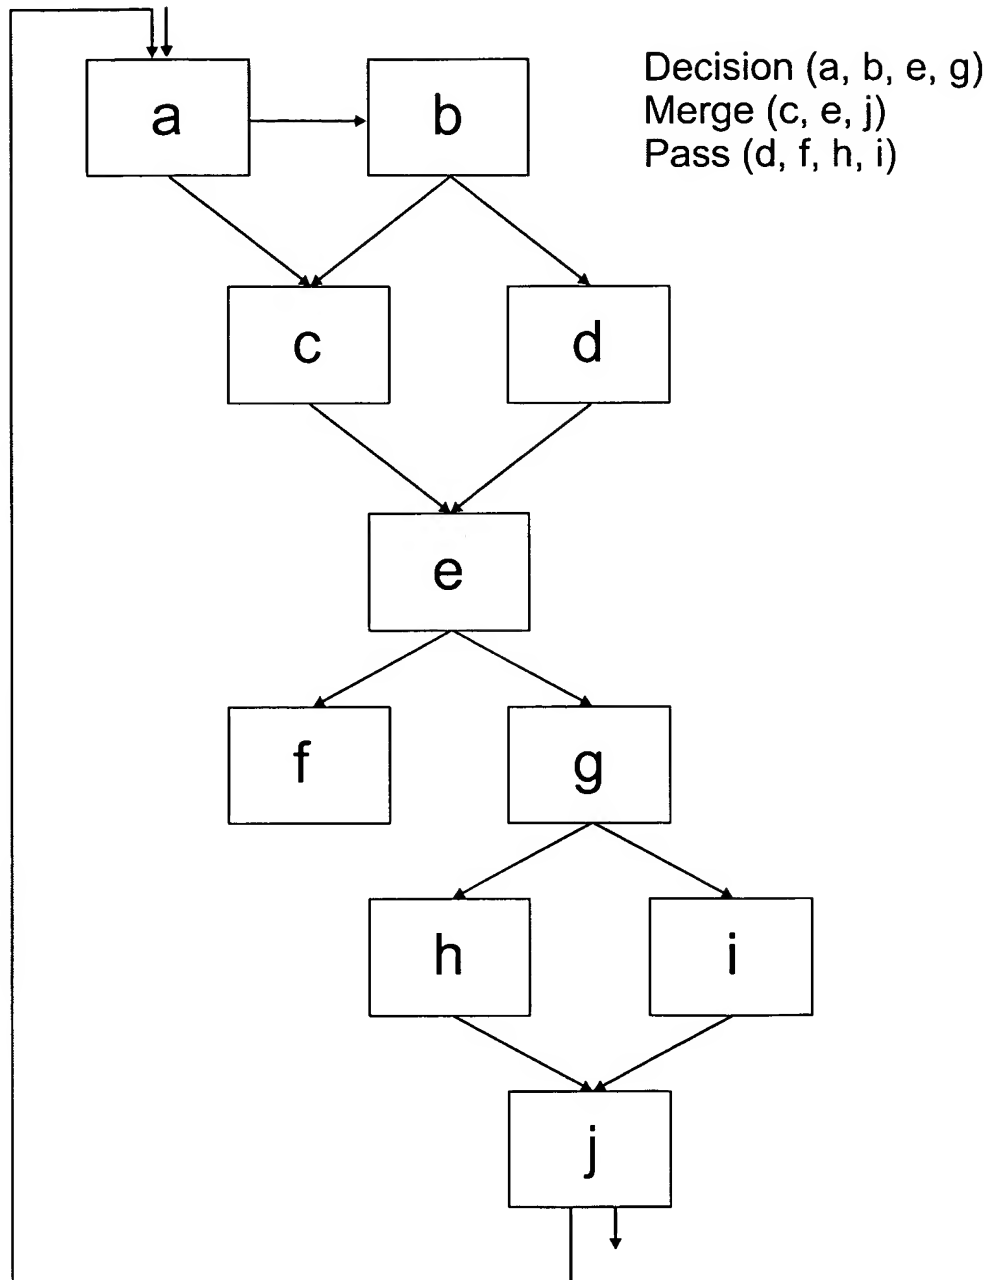 a
b
Decision (a, b, e, g)
Merge (c, e, j)
Pass (d, f, h, i)
c
d
e
f
g
h
i
j